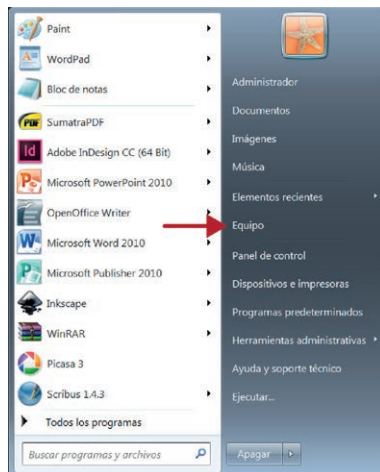 Paint
WordPad
Bloc de notas
SumatraPDF
Adobe InDesign CC (64 Bit)
Microsoft PowerPoint 2010
OpenOffice Writer
Microsoft Word 2010
Microsoft Publisher 2010
Inkscape
WinRAR
Picasa 3
Scribus 1.4.3
Todos los programas
Buscar programas y archivos
Administrador
Documentos
Imágenes
Música
Elementos recientes
Equipo
Panel de control
Dispositivos e impresoras
Programas predeterminados
Herramientas administrativas
Ayuda y soporte técnico
Ejecutar...
Apagar